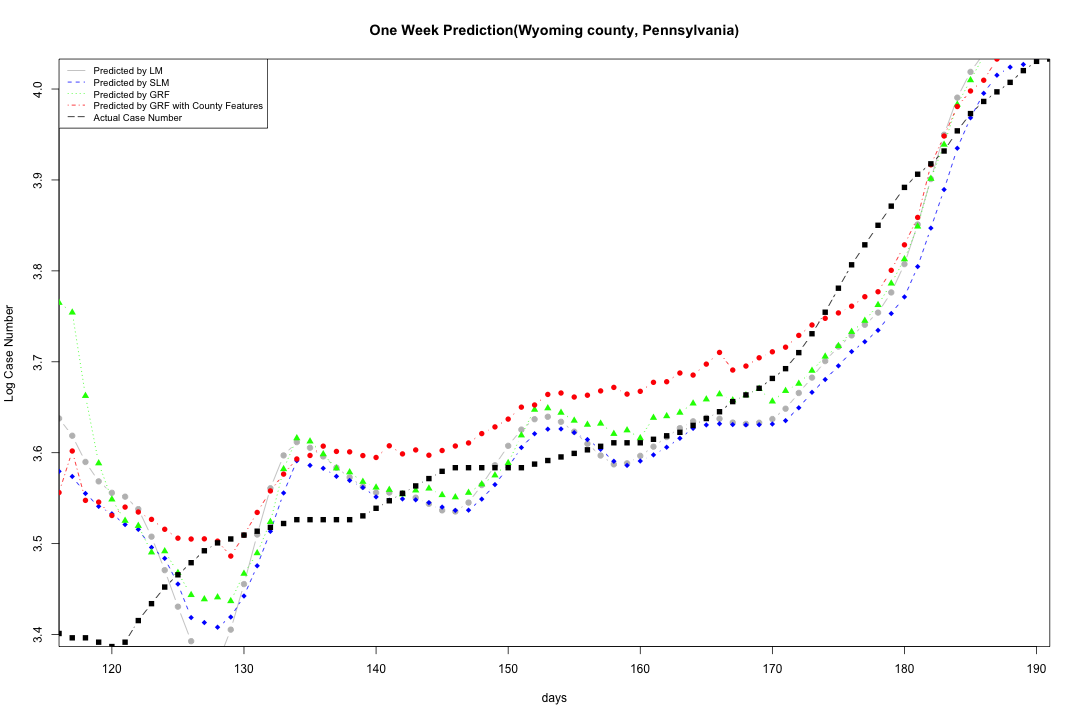 One Week Prediction(Wyoming county, Pennsylvania)
Predicted by LM
Predicted by SLM
Predicted by GRF
Predicted by GRF with County Features
Actual Case Number
Log Case Number
4.0
3.9
3.8
3.7
3.6
3.5
3.4
120 130 140 150 160 170 180 190
days